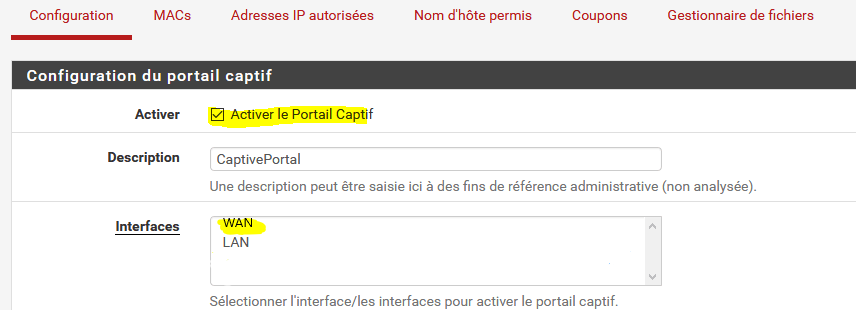 Configuration MACs Adresses IP autorisées Nom d'hôte permis Coupons Gestionnaire de fichiers
Configuration du portail captif
Activer Activer le Portail Captif
Description CaptivePortal
Une description peut être saisie ici à des fins de référence administrative (non analysée).
Interfaces WAN
LAN
Sélectionner l'interface/les interfaces pour activer le portail captif.